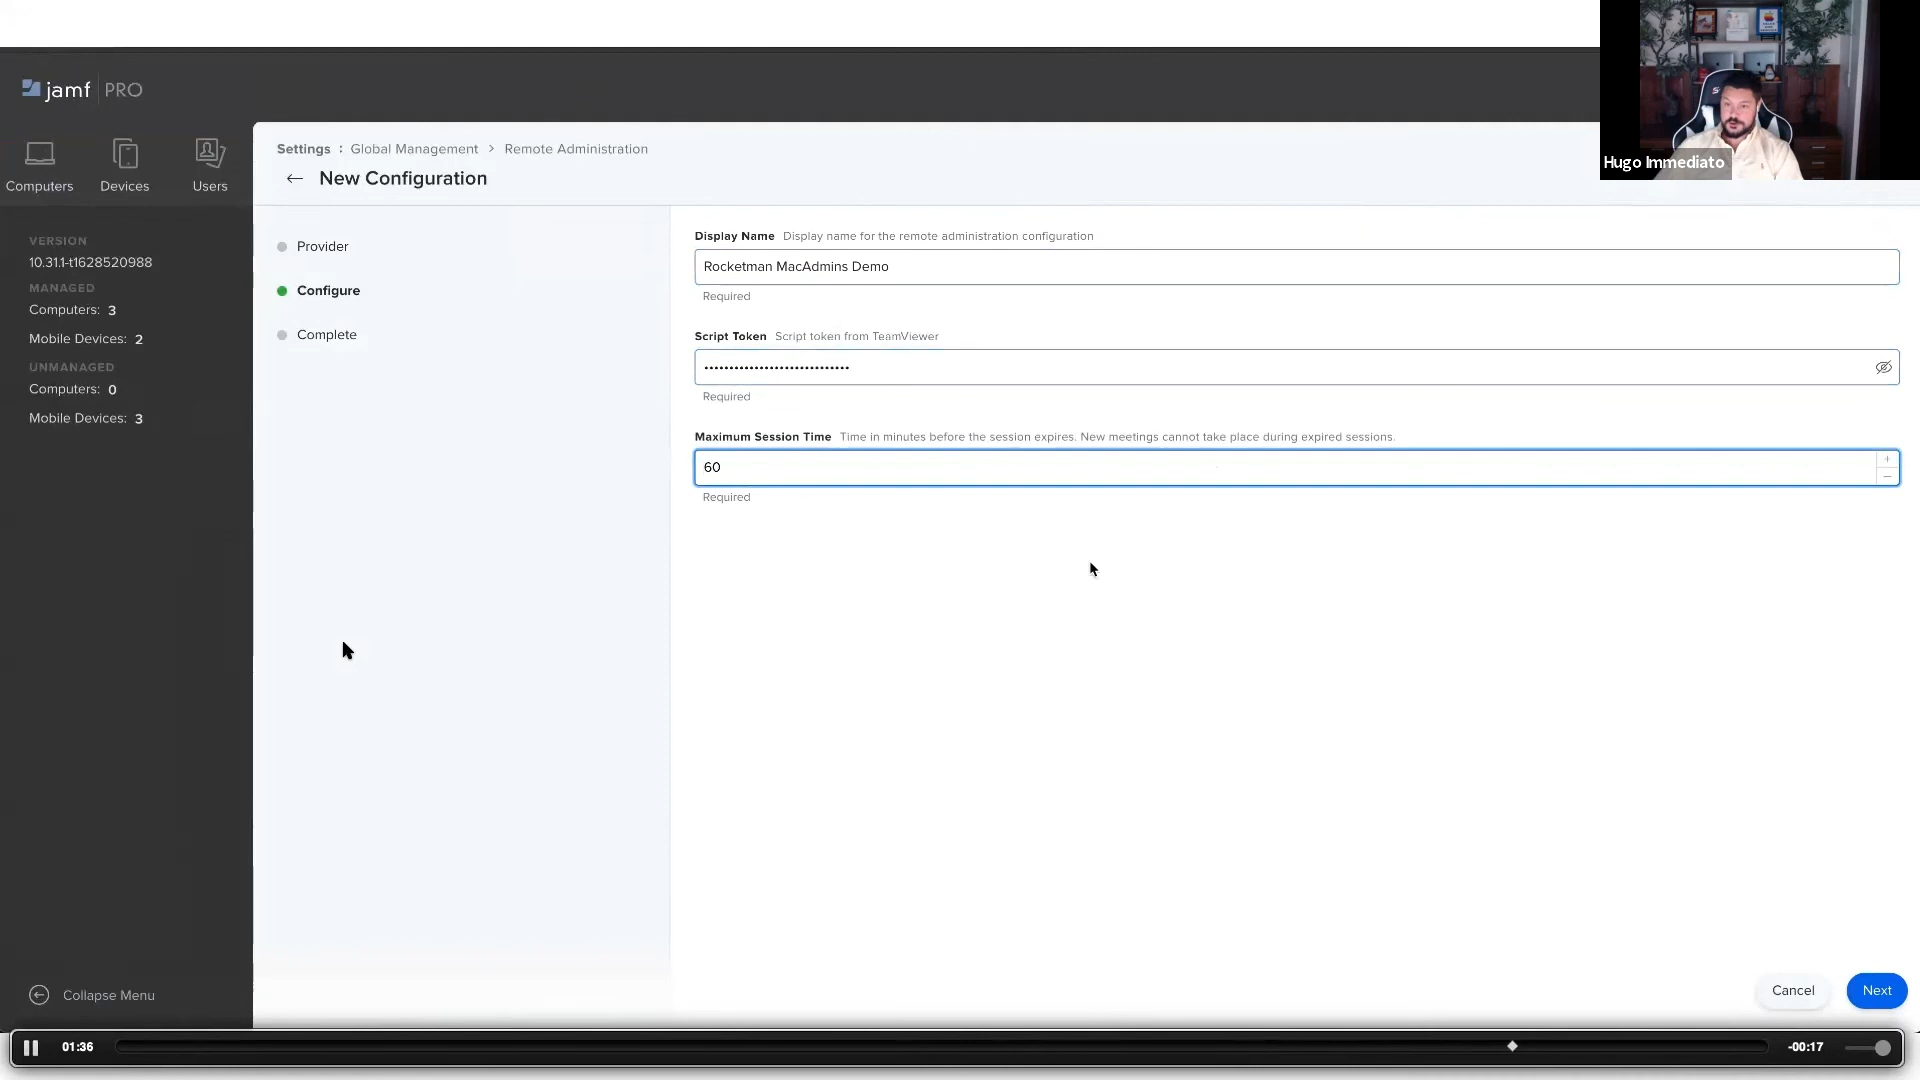 jamf PRO
Hugo Immediato
Computers
Devices
Users
VERSION
10.31.1-t1628520988
MANAGED
Computers: 3
Mobile Devices: 2
UNMANAGED
Computers: 0
Mobile Devices: 3
Collapse Menu
Settings : Global Management > Remote Administration
← New Configuration
Provider
Configure
Complete
Display Name Display name for the remote administration configuration
Rocketman MacAdmins Demo
Required
Script Token Script token from TeamViewer
•••••••••••••••••••••••••••••
Required
Maximum Session Time Time in minutes before the session expires. New meetings cannot take place during expired sessions.
60
Required
Cancel
Next
01:36
-00:17